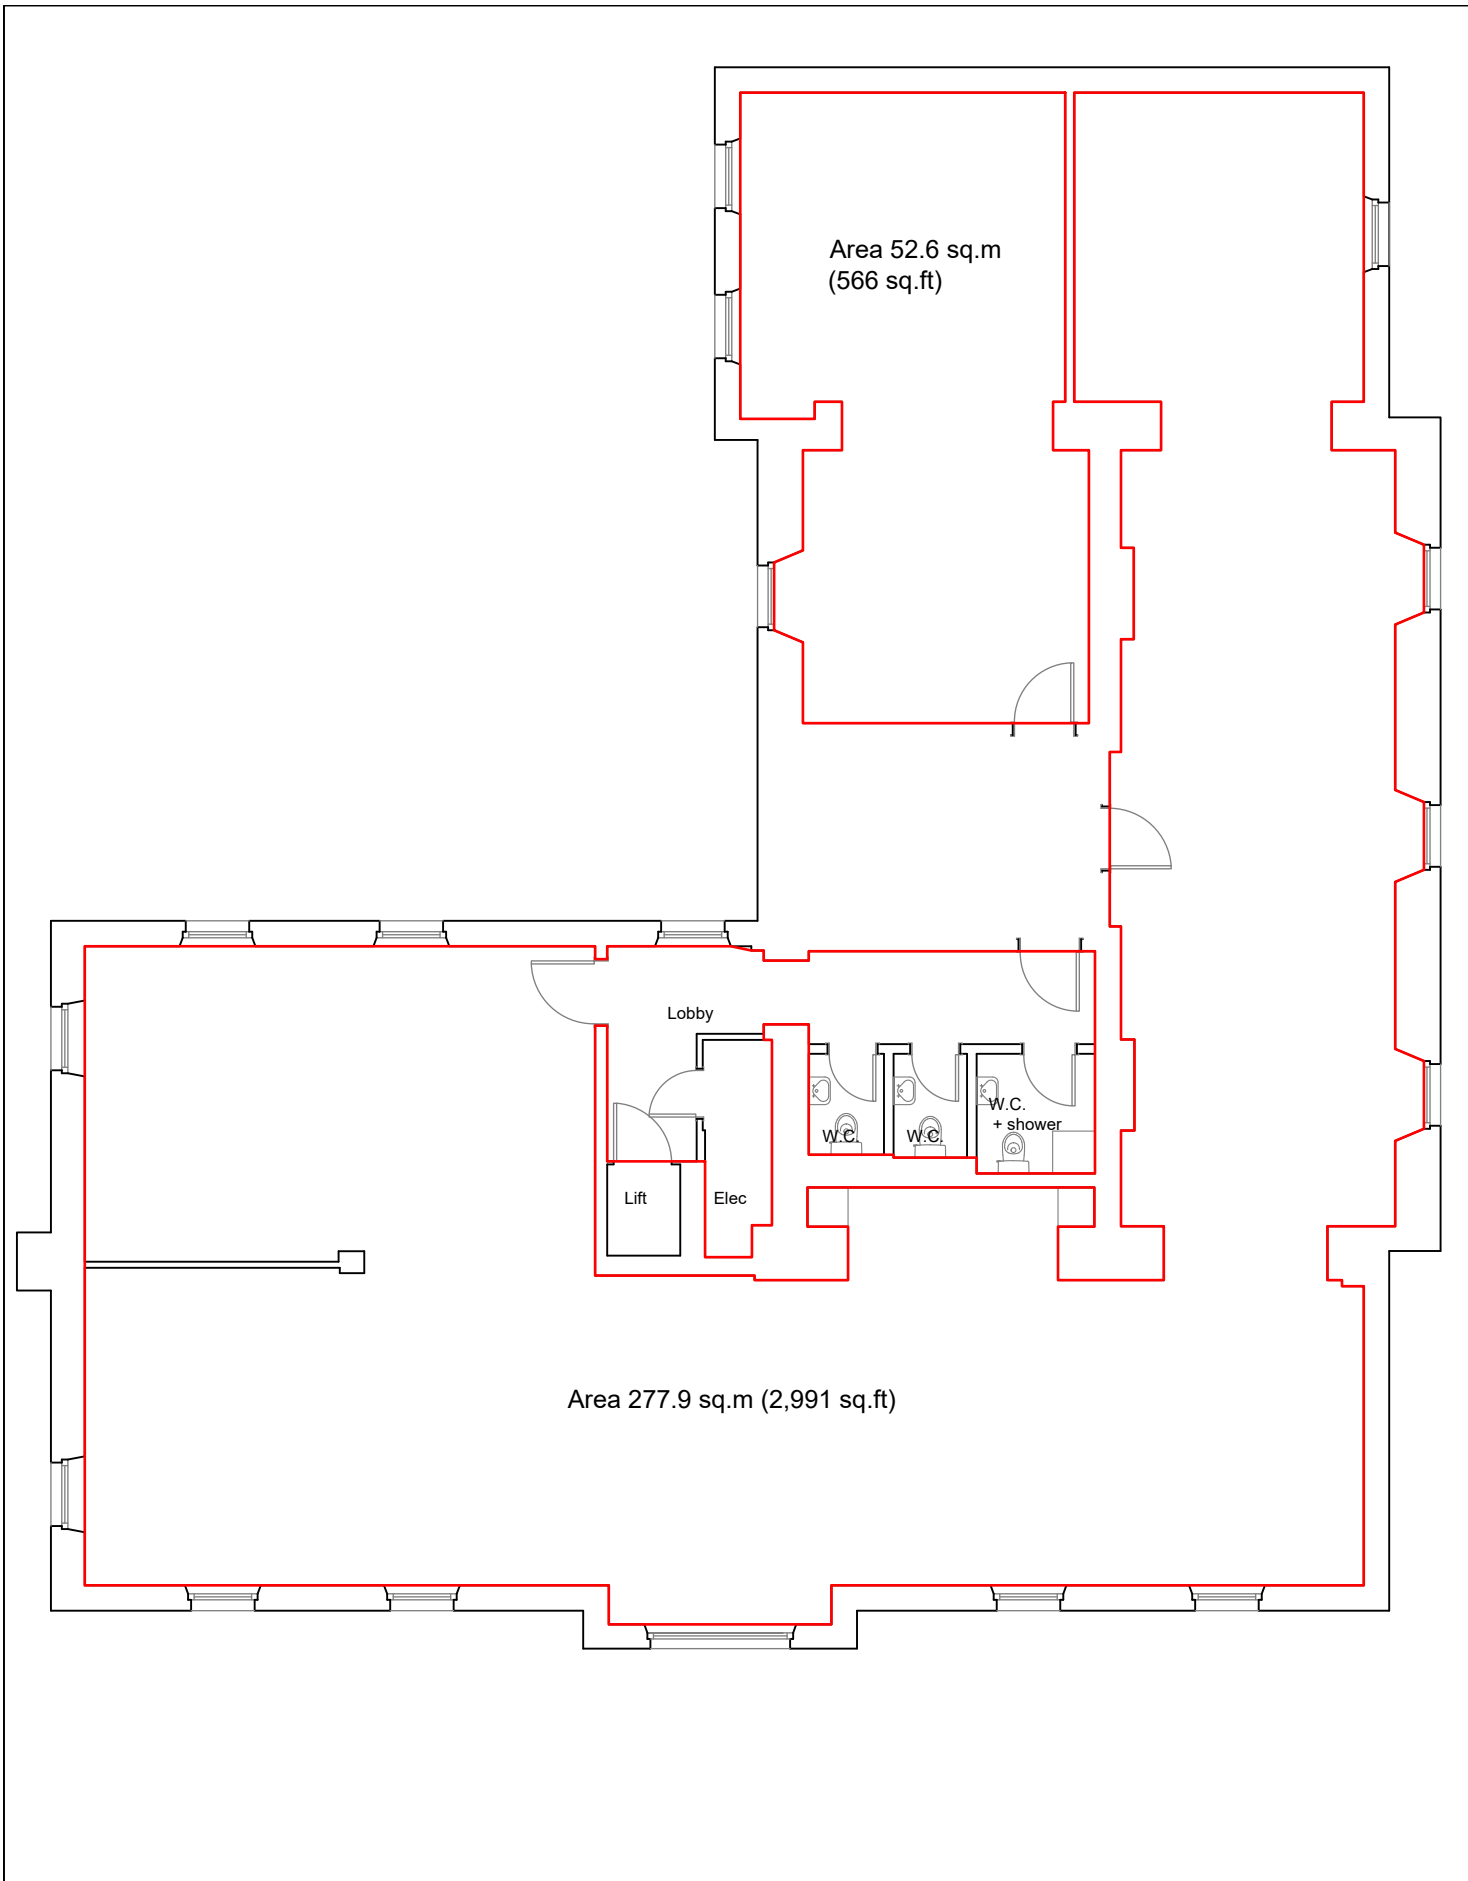 Area 52.6 sq.m
(566 sq.ft)
Lobby
W.C.
+ shower
W.C.
W.C.
Lift
Elec
Area 277.9 sq.m (2,991 sq.ft)